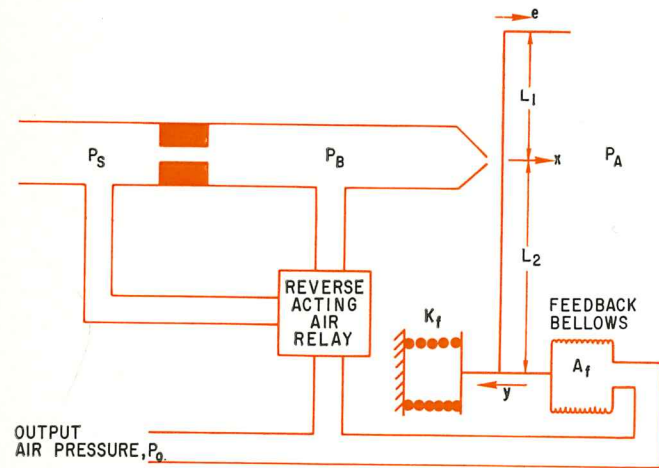 e
L1
PS
PB
x
PA
L2
REVERSE
ACTING
AIR
RELAY
Kf
FEEDBACK
BELLOWS
Af
y
OUTPUT
AIR PRESSURE, Po.